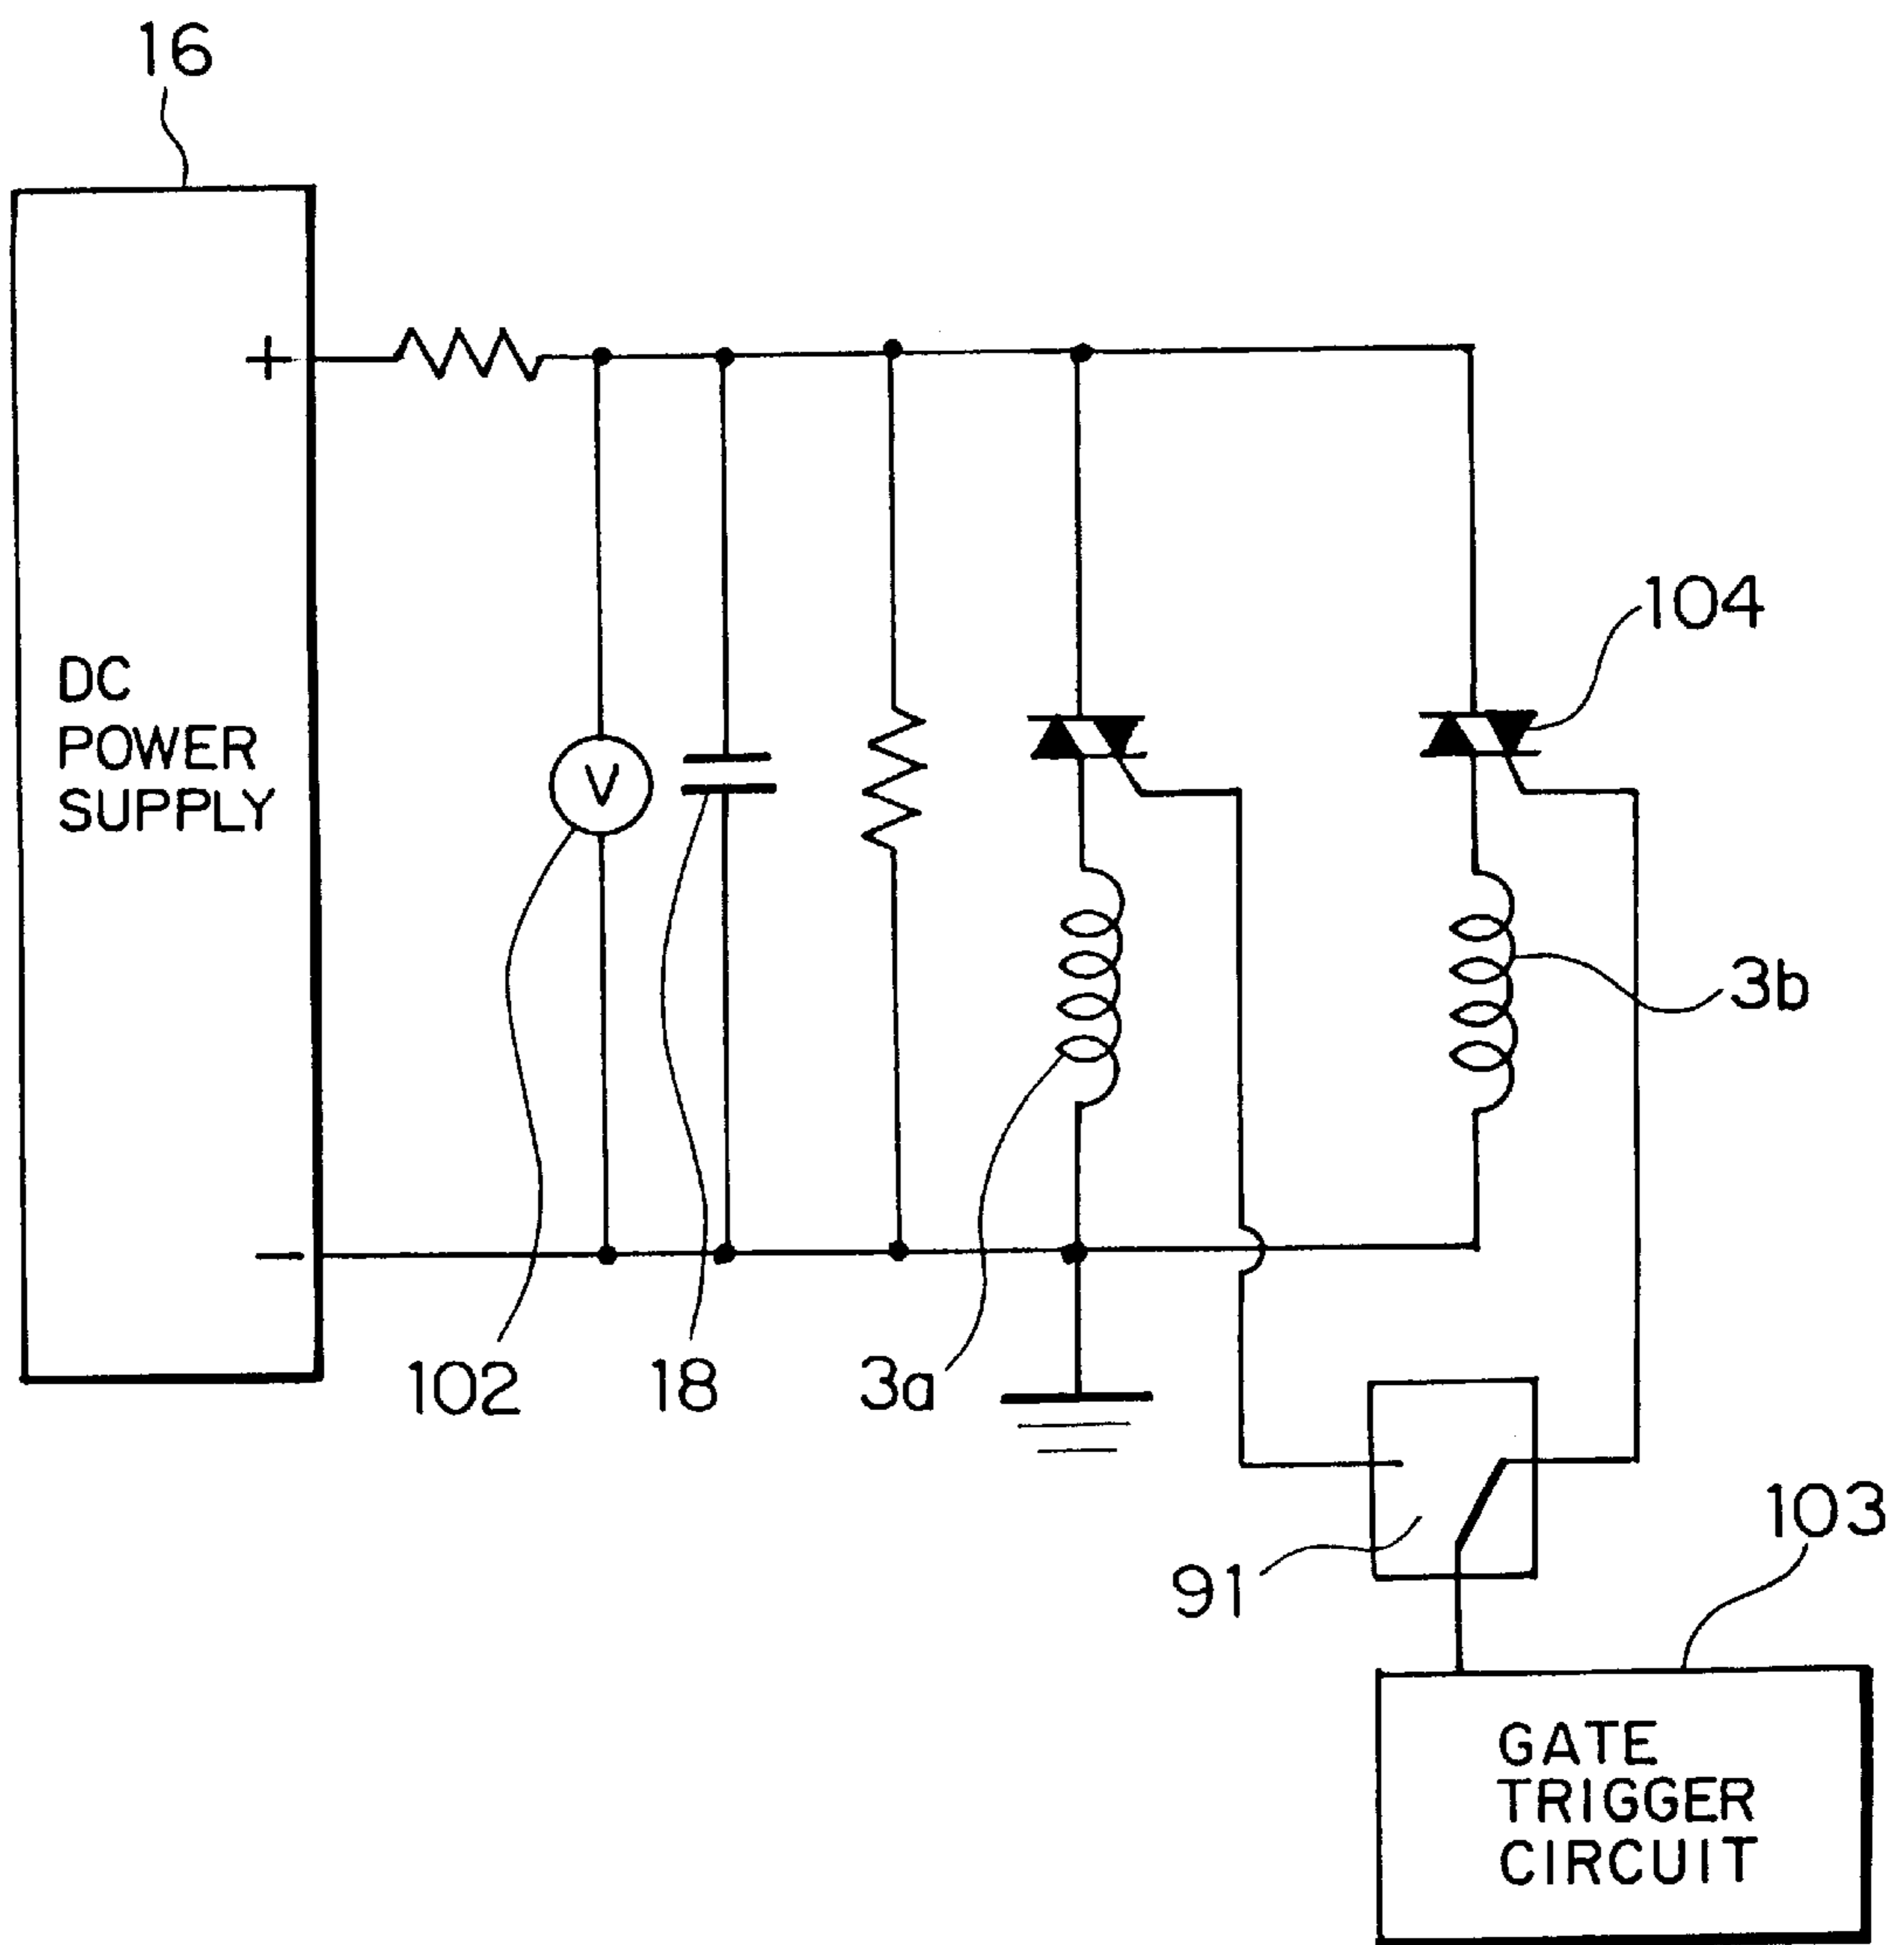 16
+
DC
POWER
SUPPLY
V
104
3b
−
102
18
3a
91
103
GATE
TRIGGER
CIRCUIT